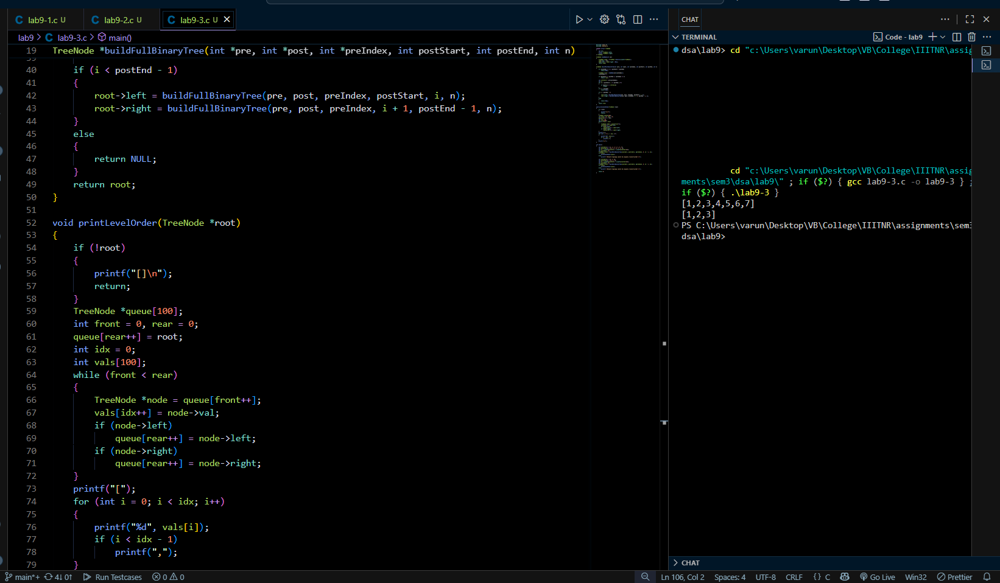 lab9-1.c U
lab9-2.c U
lab9-3.c U
lab9 > lab9-3.c > main()
19 TreeNode *buildFullBinaryTree(int *pre, int *post, int *preIndex, int postStart, int postEnd, int n)
40 if (i < postEnd - 1)
41 {
42 root->left = buildFullBinaryTree(pre, post, preIndex, postStart, i, n);
43 root->right = buildFullBinaryTree(pre, post, preIndex, i + 1, postEnd - 1, n);
44 }
45 else
46 {
47 return NULL;
48 }
49 return root;
50 }
51
52 void printLevelOrder(TreeNode *root)
53 {
54 if (!root)
55 {
56 printf("[]\n");
57 return;
58 }
59 TreeNode *queue[100];
60 int front = 0, rear = 0;
61 queue[rear++] = root;
62 int idx = 0;
63 int vals[100];
64 while (front < rear)
65 {
66 TreeNode *node = queue[front++];
67 vals[idx++] = node->val;
68 if (node->left)
69 queue[rear++] = node->left;
70 if (node->right)
71 queue[rear++] = node->right;
72 }
73 printf("[");
74 for (int i = 0; i < idx; i++)
75 {
76 printf("%d", vals[i]);
77 if (i < idx - 1)
78 printf(",");
79 }
CHAT
TERMINAL
Code - lab9
dsa\lab9> cd "c:\Users\varun\Desktop\VB\College\IIITNR\assig
cd "c:\Users\varun\Desktop\VB\College\IIITNR\assig
ments\sem3\dsa\lab9\" ; if ($?) { gcc lab9-3.c -o lab9-3 } ;
if ($?) { .\lab9-3 }
[1,2,3,4,5,6,7]
[1,2,3]
PS C:\Users\varun\Desktop\VB\College\IIITNR\assignments\sem3
dsa\lab9>
CHAT
main*+ 4↓ 0↑ Run Testcases 0 0
Ln 106, Col 2 Spaces: 4 UTF-8 CRLF {} C Go Live Win32 Prettier